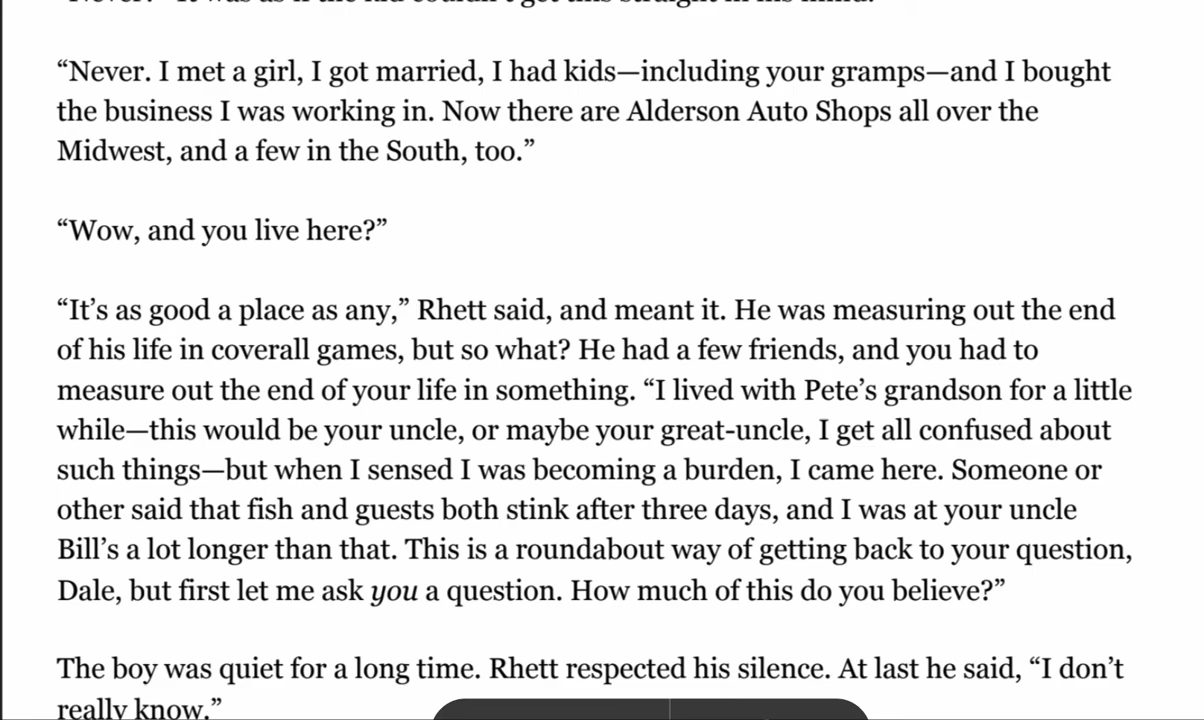 “Never. I met a girl, I got married, I had kids—including your gramps—and I bought
the business I was working in. Now there are Alderson Auto Shops all over the
Midwest, and a few in the South, too.”
“Wow, and you live here?”
“It’s as good a place as any,” Rhett said, and meant it. He was measuring out the end
of his life in coverall games, but so what? He had a few friends, and you had to
measure out the end of your life in something. “I lived with Pete’s grandson for a little
while—this would be your uncle, or maybe your great-uncle, I get all confused about
such things—but when I sensed I was becoming a burden, I came here. Someone or
other said that fish and guests both stink after three days, and I was at your uncle
Bill’s a lot longer than that. This is a roundabout way of getting back to your question,
Dale, but first let me ask you a question. How much of this do you believe?”
The boy was quiet for a long time. Rhett respected his silence. At last he said, “I don’t
really know.”